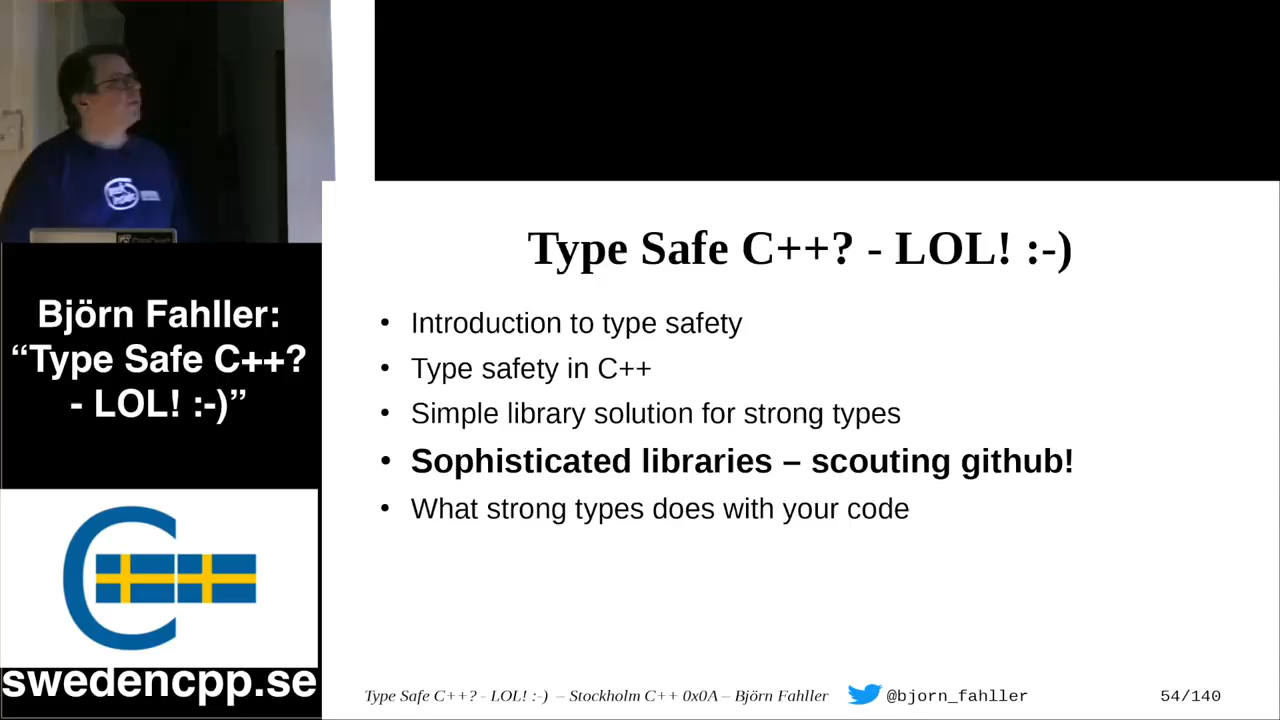 Björn Fahller:
“Type Safe C++?
- LOL! :-)”
swedencpp.se
Type Safe C++? - LOL! :-)
• Introduction to type safety
• Type safety in C++
• Simple library solution for strong types
• Sophisticated libraries – scouting github!
• What strong types does with your code
Type Safe C++? - LOL! :-) – Stockholm C++ 0x0A – Björn Fahller @bjorn_fahller 54/140